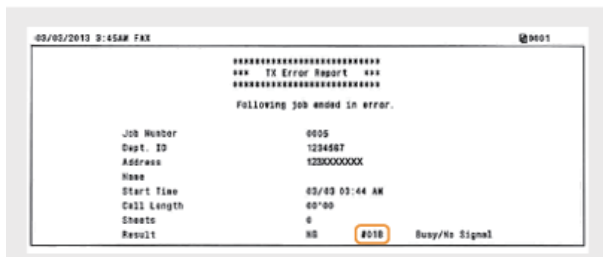 03/03/2013 3:45AM FAX 0001
***************************
*** TX Error Report ***
***************************
Following job ended in error.
Job Number 0005
Dept. ID 1234567
Address 123XXXXXXX
Name
Start Time 03/03 03:44 AM
Call Length 00"00
Sheets 0
Result NG #018 Busy/No Signal